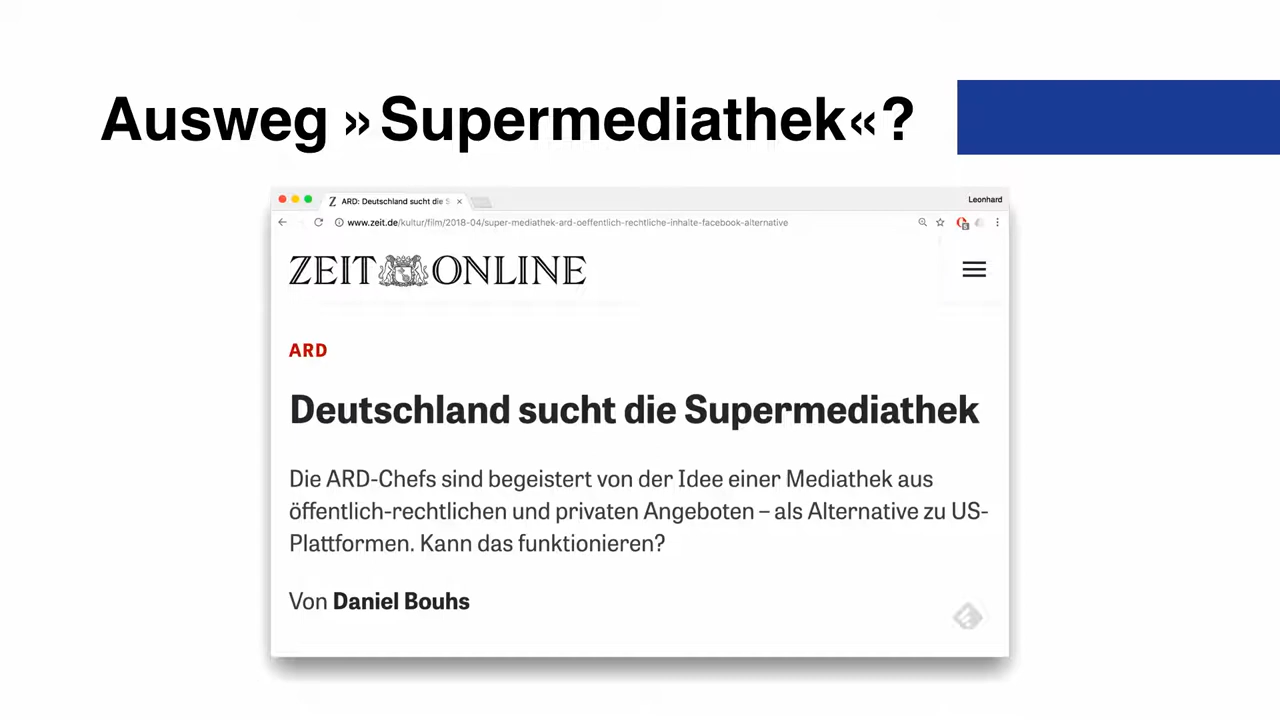 Ausweg »Supermediathek«?
ARD: Deutschland sucht die S
Leonhard
www.zeit.de/kultur/film/2018-04/super-mediathek-ard-oeffentlich-rechtliche-inhalte-facebook-alternative
ZEIT ONLINE
ARD
Deutschland sucht die Supermediathek
Die ARD-Chefs sind begeistert von der Idee einer Mediathek aus
öffentlich-rechtlichen und privaten Angeboten – als Alternative zu US-
Plattformen. Kann das funktionieren?
Von Daniel Bouhs